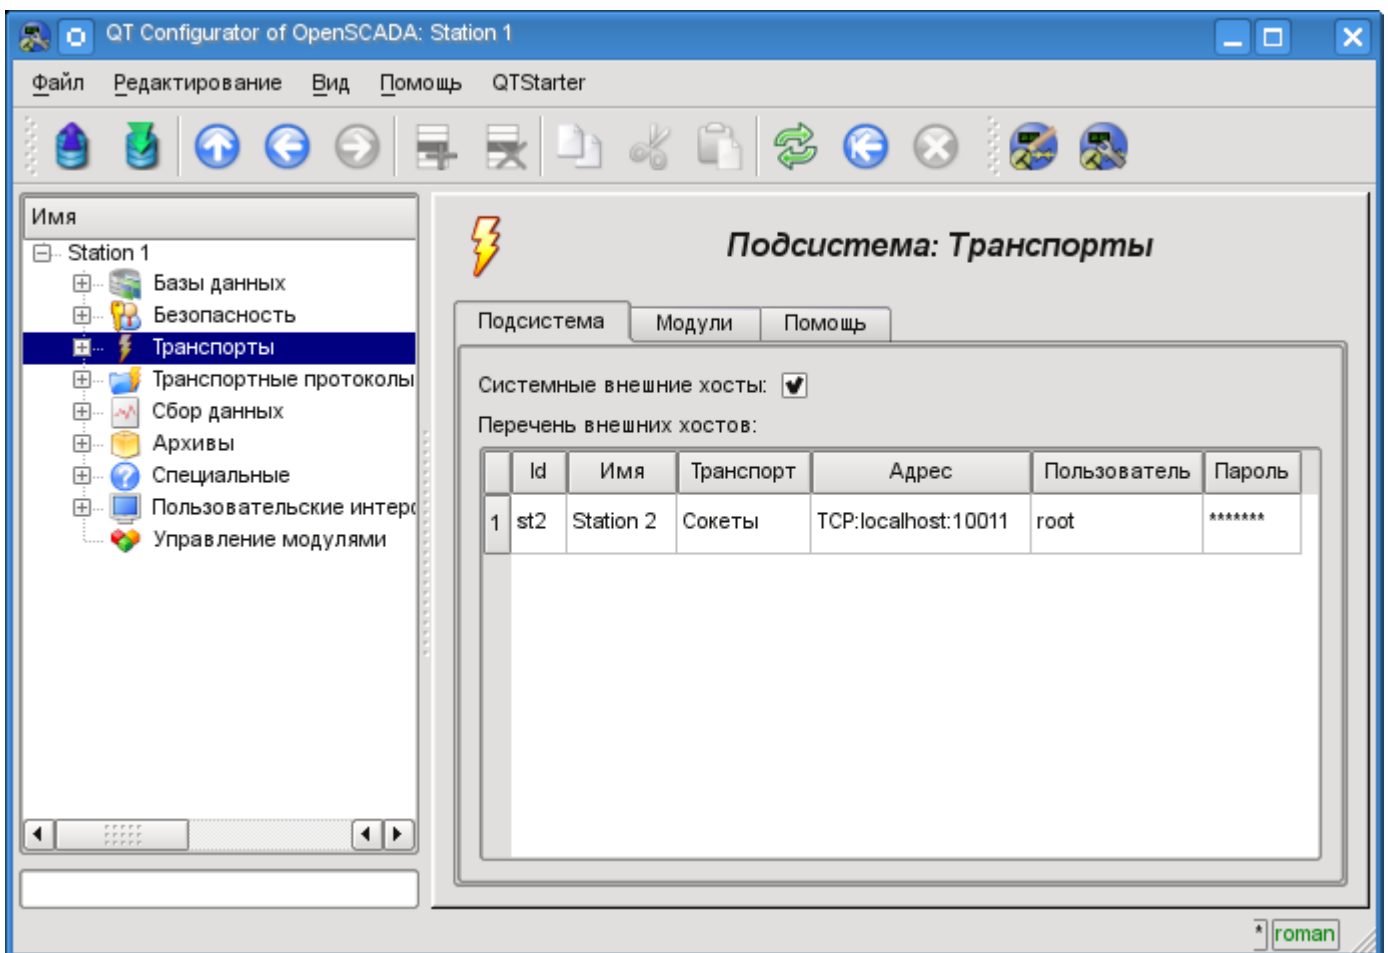 QT Configurator of OpenSCADA: Station 1
Файл Редактирование Вид Помощь QTStarter
Имя
Station 1
Базы данных
Безопасность
Транспорты
Транспортные протоколы
Сбор данных
Архивы
Специальные
Пользовательские интер
Управление модулями
Подсистема: Транспорты
Подсистема Модули Помощь
Системные внешние хосты:
Перечень внешних хостов:
Id Имя Транспорт Адрес Пользователь Пароль
1 st2 Station 2 Сокеты TCP:localhost:10011 root *******
* roman